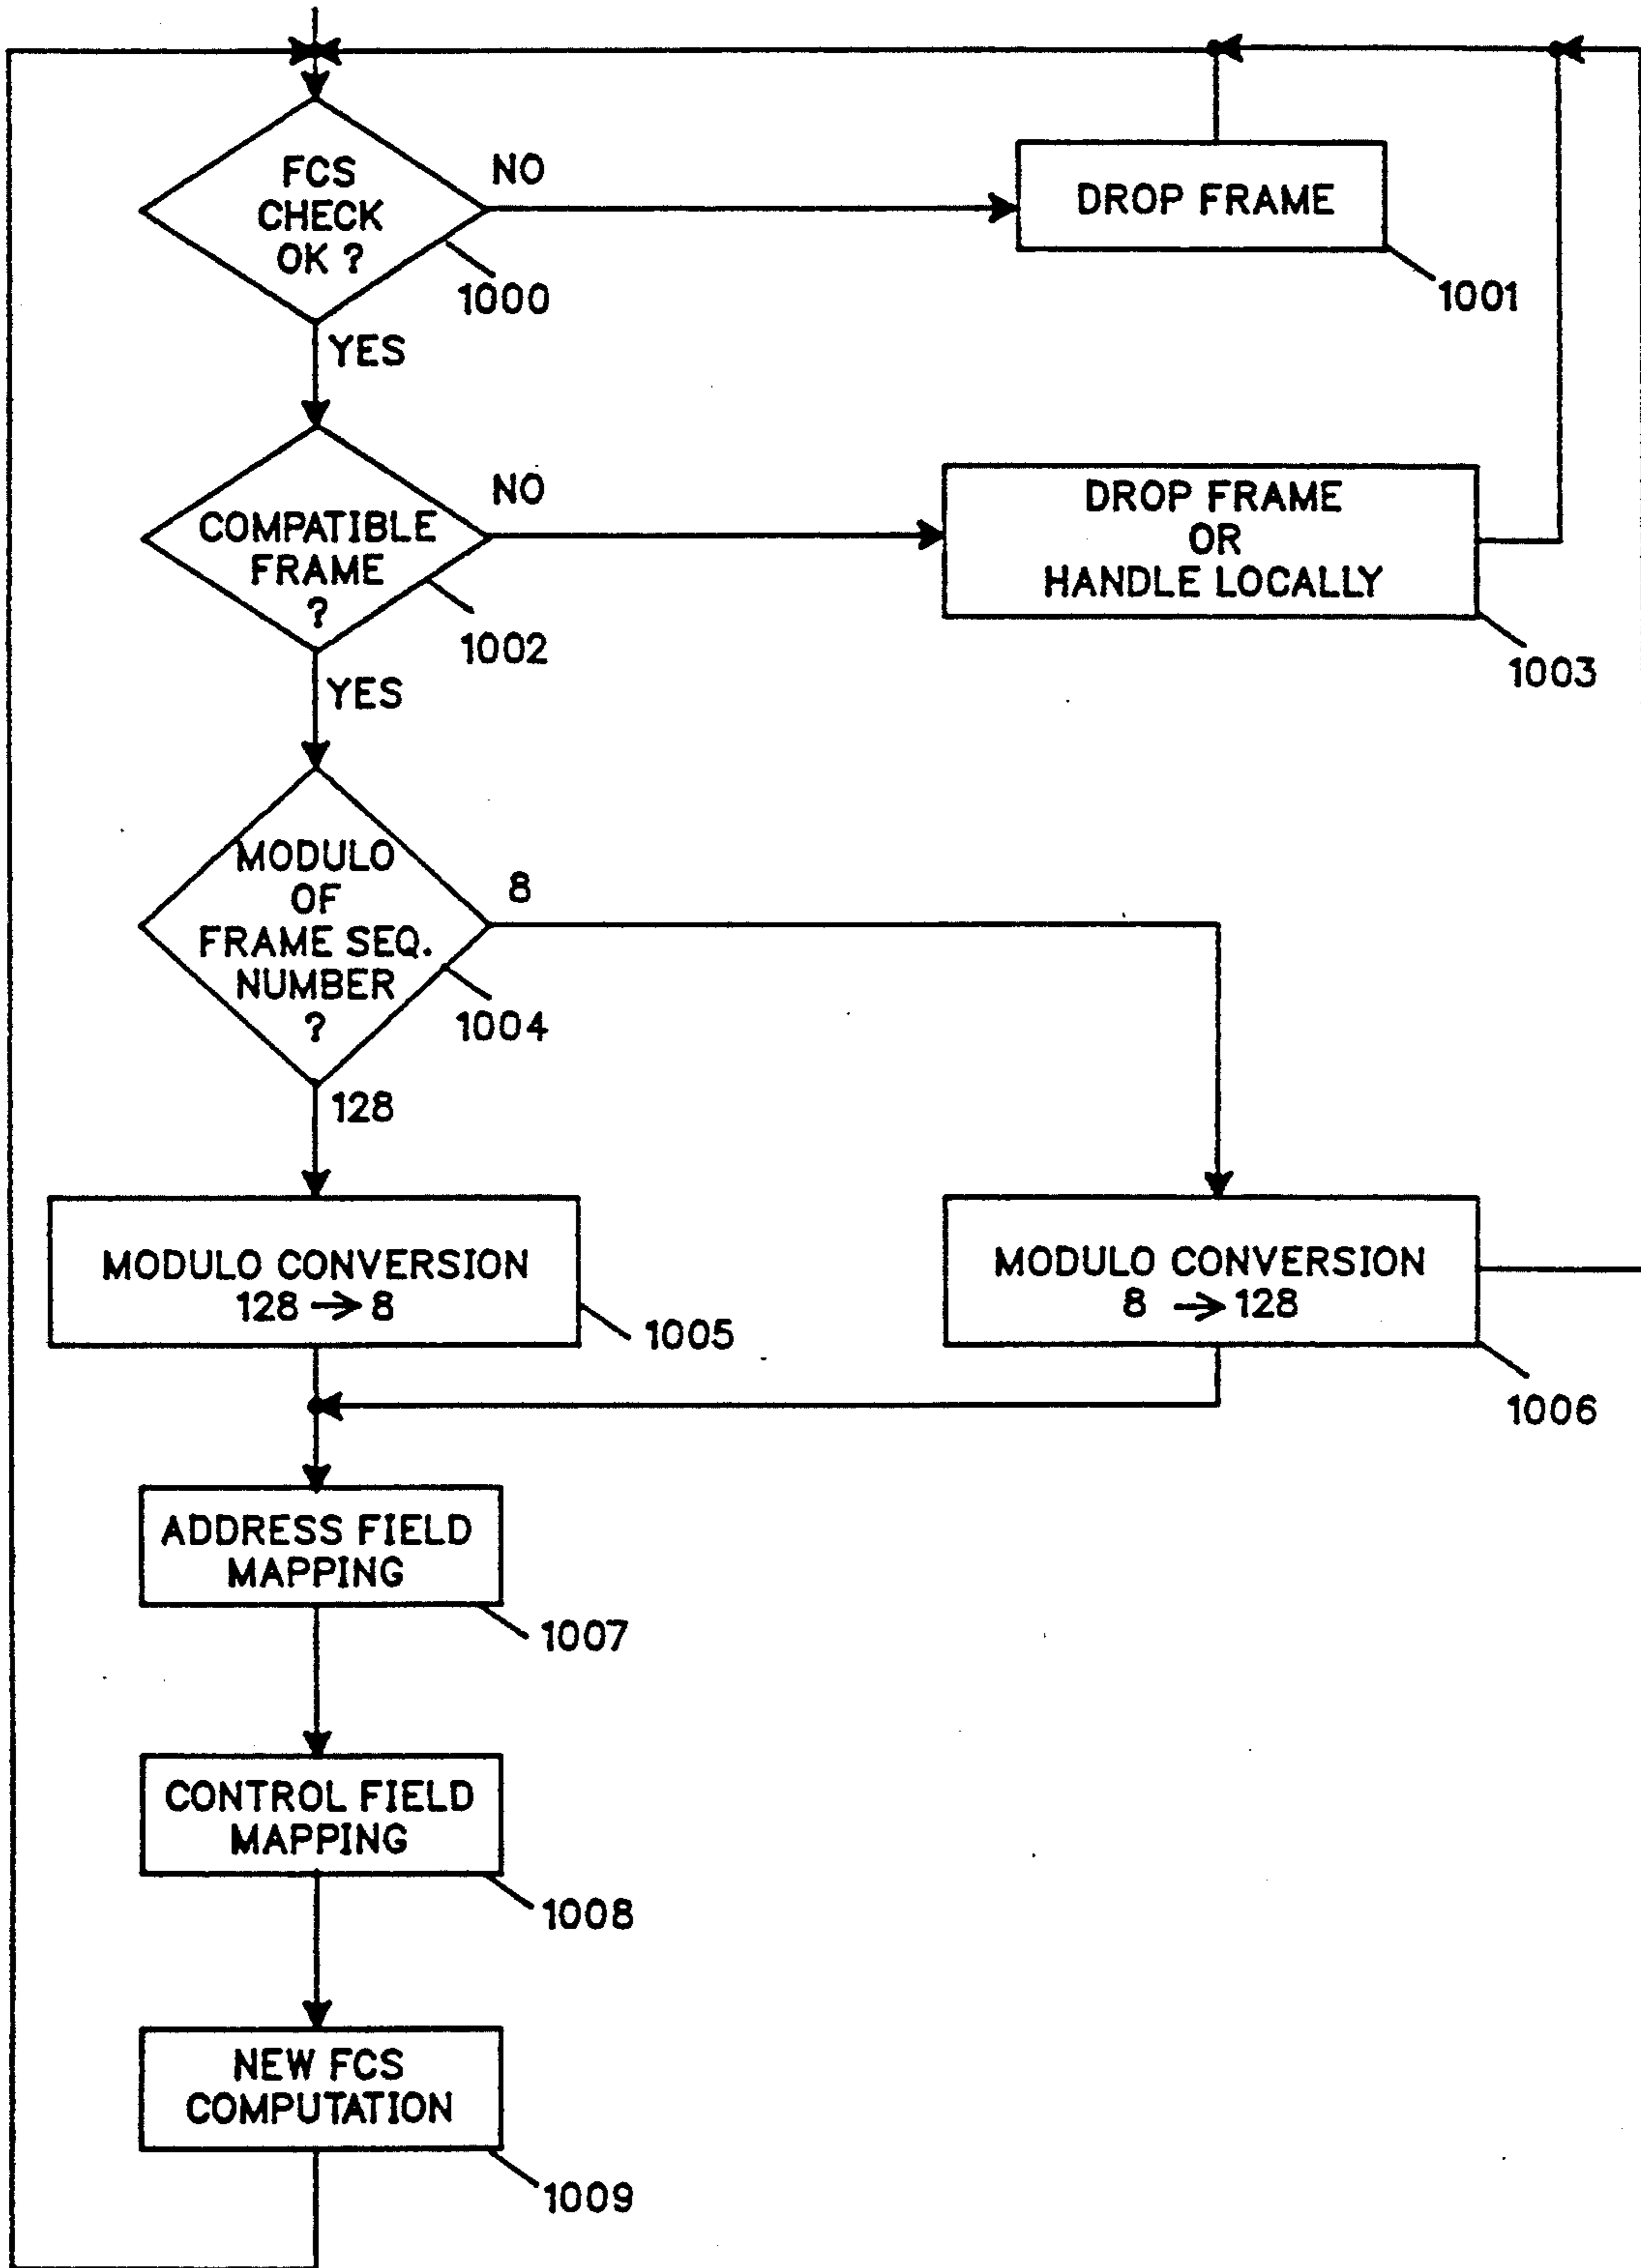 FCS
CHECK
OK ?
NO
DROP FRAME
1000
1001
YES
COMPATIBLE
FRAME
?
NO
DROP FRAME
OR
HANDLE LOCALLY
1002
1003
YES
MODULO
OF
FRAME SEQ.
NUMBER
?
8
1004
128
MODULO CONVERSION
128 → 8
1005
MODULO CONVERSION
8 → 128
1006
ADDRESS FIELD
MAPPING
1007
CONTROL FIELD
MAPPING
1008
NEW FCS
COMPUTATION
1009